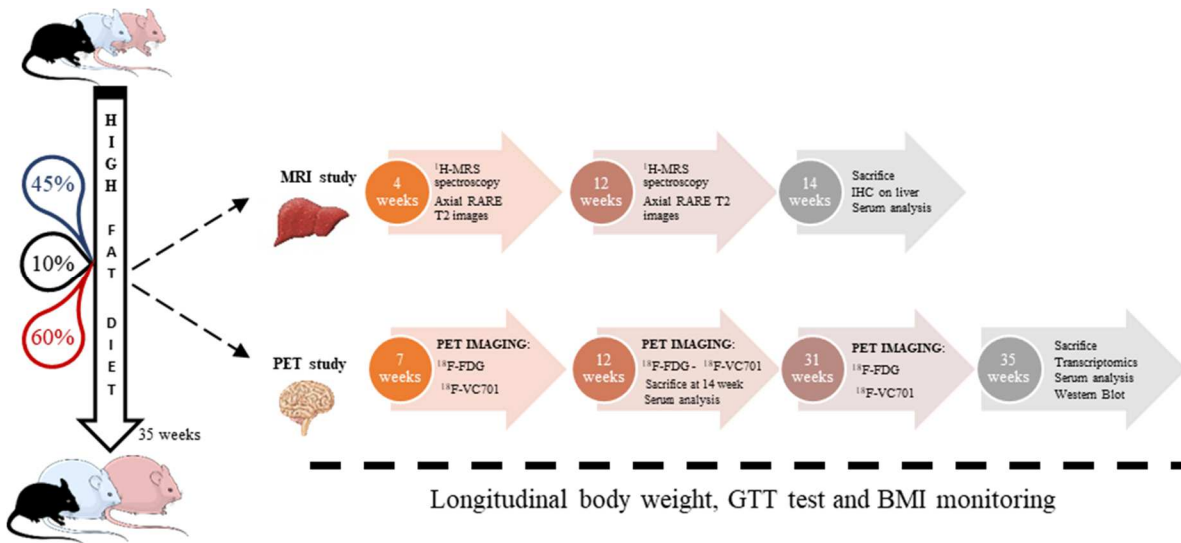 HIGH FAT DIET
45%
10%
60%
35 weeks
MRI study
4
weeks
¹H-MRS
spectroscopy
Axial RARE
T2 images
12
weeks
¹H-MRS
spectroscopy
Axial RARE T2
images
14
weeks
Sacrifice
IHC on liver
Serum analysis
PET study
7
weeks
PET IMAGING:
¹⁸F-FDG
¹⁸F-VC701
12
weeks
PET IMAGING:
¹⁸F-FDG - ¹⁸F-VC701
Sacrifice at 14 week
Serum analysis
31
weeks
PET IMAGING:
¹⁸F-FDG
¹⁸F-VC701
35
weeks
Sacrifice
Transcriptomics
Serum analysis
Western Blot
Longitudinal body weight, GTT test and BMI monitoring